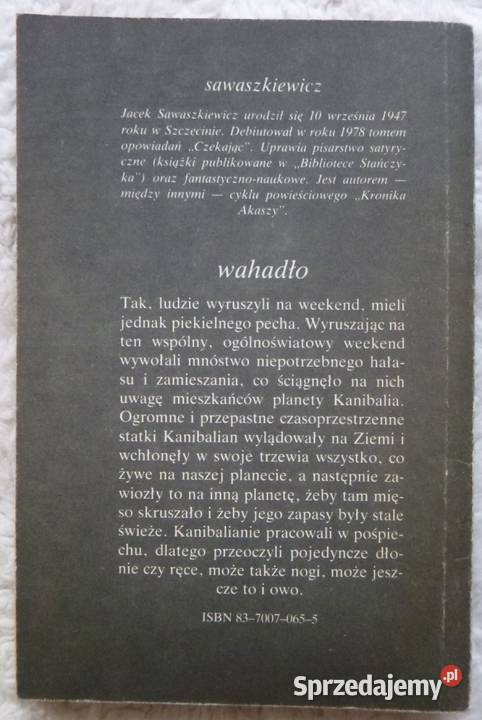 sawaszkiewicz
Jacek Sawaszkiewicz urodził się 10 września 1947
roku w Szczecinie. Debiutował w roku 1978 tomem
opowiadań „Czekając”. Uprawia pisarstwo satyry-
czne (książki publikowane w „Bibliotece Stańczy-
ka”) oraz fantastyczno-naukowe. Jest autorem —
między innymi — cyklu powieściowego „Kronika
Akaszy”.
wahadło
Tak, ludzie wyruszyli na weekend, mieli
jednak piekielnego pecha. Wyruszając na
ten wspólny, ogólnoświatowy weekend
wywołali mnóstwo niepotrzebnego hała-
su i zamieszania, co ściągnęło na nich
uwagę mieszkańców planety Kanibalia.
Ogromne i przepastne czasoprzestrzenne
statki Kanibalian wylądowały na Ziemi i
wchłonęły w swoje trzewia wszystko, co
żywe na naszej planecie, a następnie za-
wiozły to na inną planetę, żeby tam mię-
so skruszało i żeby jego zapasy były stale
świeże. Kanibalianie pracowali w pośpie-
chu, dlatego przeoczyli pojedyncze dło-
nie czy ręce, może także nogi, może jesz-
cze to i owo.
ISBN 83-7007-065-5
Sprzedajemy.pl